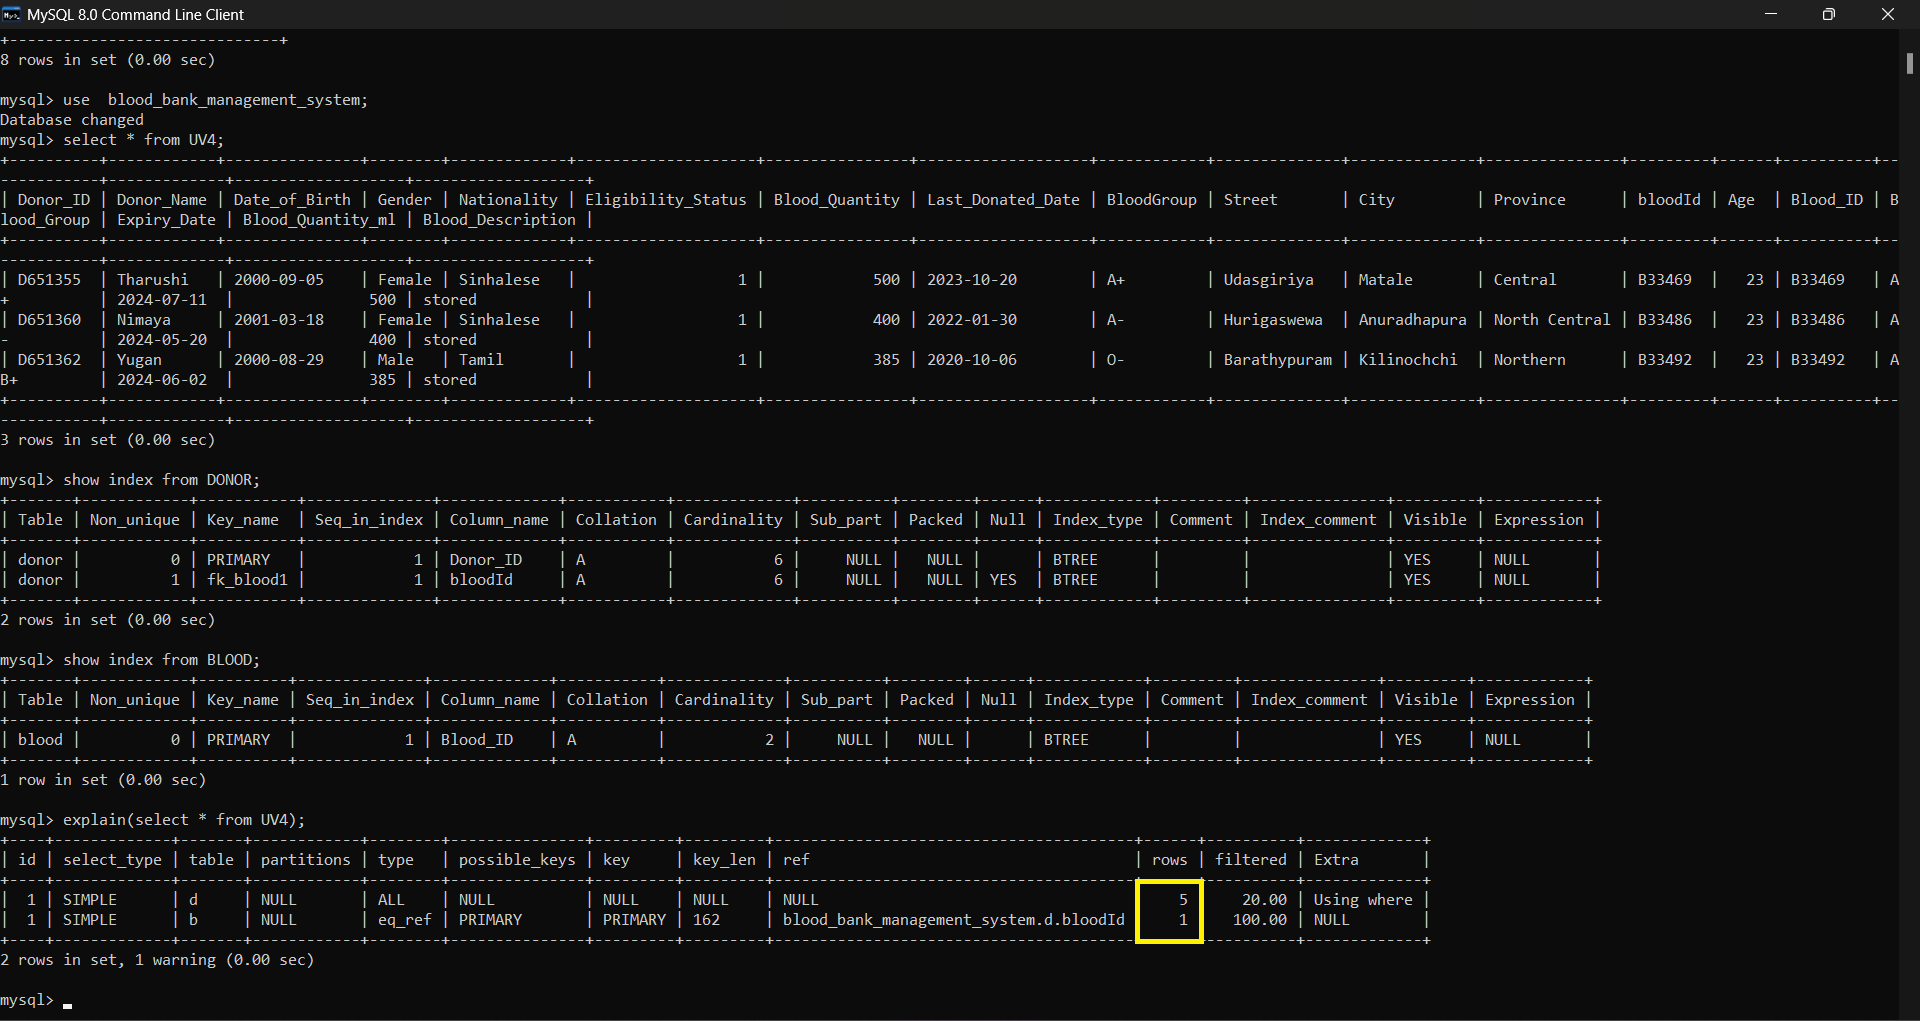 MySQL 8.0 Command Line Client
+------------------------------+
8 rows in set (0.00 sec)
mysql> use  blood_bank_management_system;
Database changed
mysql> select * from UV4;
+----------+------------+---------------+--------+-------------+--------------------+----------------+-------------------+------------+--------------+--------------+---------------+---------+------+----------+--
-----------+-------------+-------------------+-------------------+
| Donor_ID | Donor_Name | Date_of_Birth | Gender | Nationality | Eligibility_Status | Blood_Quantity | Last_Donated_Date | BloodGroup | Street       | City         | Province      | bloodId | Age  | Blood_ID | B
lood_Group | Expiry_Date | Blood_Quantity_ml | Blood_Description |
+----------+------------+---------------+--------+-------------+--------------------+----------------+-------------------+------------+--------------+--------------+---------------+---------+------+----------+--
-----------+-------------+-------------------+-------------------+
| D651355  | Tharushi   | 2000-09-05    | Female | Sinhalese   |                  1 |            500 | 2023-10-20        | A+         | Udasgiriya   | Matale       | Central       | B33469  |   23 | B33469   | A
+          | 2024-07-11  |               500 | stored            |
| D651360  | Nimaya     | 2001-03-18    | Female | Sinhalese   |                  1 |            400 | 2022-01-30        | A-         | Hurigaswewa  | Anuradhapura | North Central | B33486  |   23 | B33486   | A
-          | 2024-05-20  |               400 | stored            |
| D651362  | Yugan      | 2000-08-29    | Male   | Tamil       |                  1 |            385 | 2020-10-06        | O-         | Barathypuram | Kilinochchi  | Northern      | B33492  |   23 | B33492   | A
B+         | 2024-06-02  |               385 | stored            |
+----------+------------+---------------+--------+-------------+--------------------+----------------+-------------------+------------+--------------+--------------+---------------+---------+------+----------+--
-----------+-------------+-------------------+-------------------+
3 rows in set (0.00 sec)
mysql> show index from DONOR;
+-------+------------+-----------+--------------+-------------+-----------+-------------+----------+--------+------+------------+---------+---------------+---------+------------+
| Table | Non_unique | Key_name  | Seq_in_index | Column_name | Collation | Cardinality | Sub_part | Packed | Null | Index_type | Comment | Index_comment | Visible | Expression |
+-------+------------+-----------+--------------+-------------+-----------+-------------+----------+--------+------+------------+---------+---------------+---------+------------+
| donor |          0 | PRIMARY   |            1 | Donor_ID    | A         |           6 |     NULL |   NULL |      | BTREE      |         |               | YES     | NULL       |
| donor |          1 | fk_blood1 |            1 | bloodId     | A         |           6 |     NULL |   NULL | YES  | BTREE      |         |               | YES     | NULL       |
+-------+------------+-----------+--------------+-------------+-----------+-------------+----------+--------+------+------------+---------+---------------+---------+------------+
2 rows in set (0.00 sec)
mysql> show index from BLOOD;
+-------+------------+----------+--------------+-------------+-----------+-------------+----------+--------+------+------------+---------+---------------+---------+------------+
| Table | Non_unique | Key_name | Seq_in_index | Column_name | Collation | Cardinality | Sub_part | Packed | Null | Index_type | Comment | Index_comment | Visible | Expression |
+-------+------------+----------+--------------+-------------+-----------+-------------+----------+--------+------+------------+---------+---------------+---------+------------+
| blood |          0 | PRIMARY  |            1 | Blood_ID    | A         |           2 |     NULL |   NULL |      | BTREE      |         |               | YES     | NULL       |
+-------+------------+----------+--------------+-------------+-----------+-------------+----------+--------+------+------------+---------+---------------+---------+------------+
1 row in set (0.00 sec)
mysql> explain(select * from UV4);
+----+-------------+-------+------------+--------+---------------+---------+---------+----------------------------------------+------+----------+-------------+
| id | select_type | table | partitions | type   | possible_keys | key     | key_len | ref                                    | rows | filtered | Extra       |
+----+-------------+-------+------------+--------+---------------+---------+---------+----------------------------------------+------+----------+-------------+
|  1 | SIMPLE      | d     | NULL       | ALL    | NULL          | NULL    | NULL    | NULL                                   |    5 |    20.00 | Using where |
|  1 | SIMPLE      | b     | NULL       | eq_ref | PRIMARY       | PRIMARY | 162     | blood_bank_management_system.d.bloodId |    1 |   100.00 | NULL        |
+----+-------------+-------+------------+--------+---------------+---------+---------+----------------------------------------+------+----------+-------------+
2 rows in set, 1 warning (0.00 sec)
mysql>